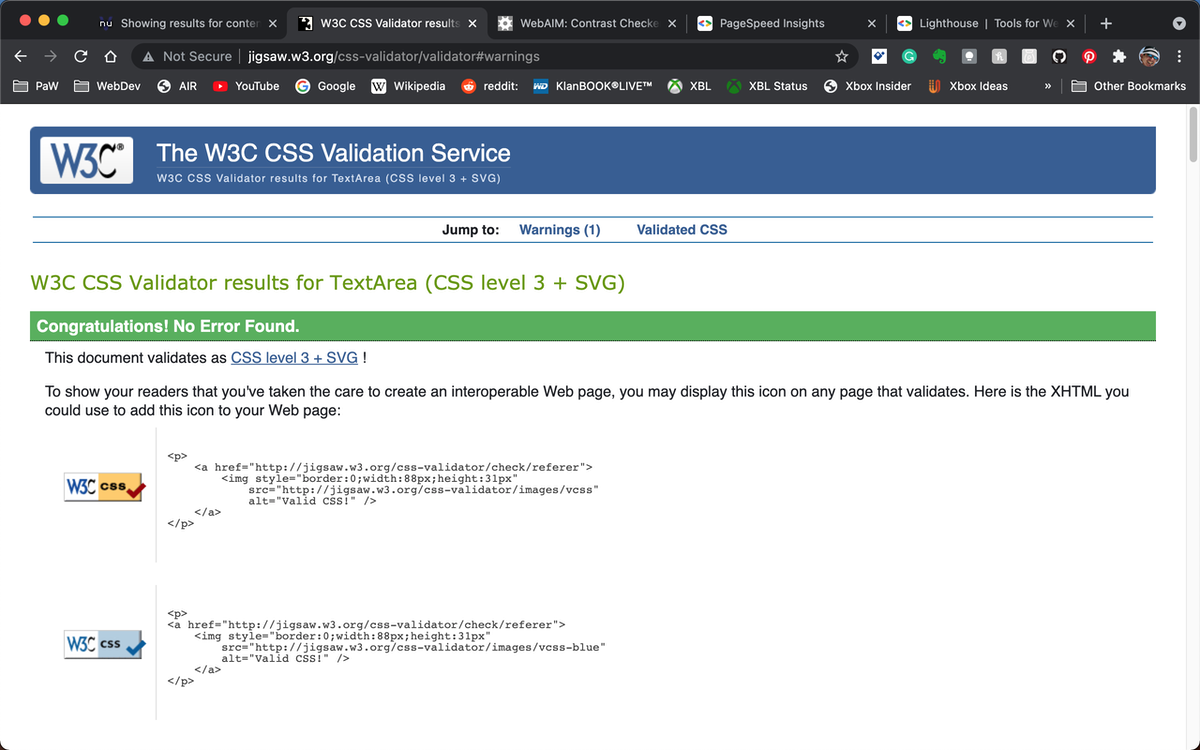 nu Showing results for conten
W3C CSS Validator results
WebAIM: Contrast Checke
PageSpeed Insights
Lighthouse | Tools for We
Not Secure | jigsaw.w3.org/css-validator/validator#warnings
PaW WebDev AIR YouTube Google W Wikipedia reddit: WD KlanBOOK®LIVE™ XBL XBL Status Xbox Insider Xbox Ideas » Other Bookmarks
W3C® The W3C CSS Validation Service
W3C CSS Validator results for TextArea (CSS level 3 + SVG)
Jump to: Warnings (1) Validated CSS
W3C CSS Validator results for TextArea (CSS level 3 + SVG)
Congratulations! No Error Found.
This document validates as CSS level 3 + SVG !
To show your readers that you've taken the care to create an interoperable Web page, you may display this icon on any page that validates. Here is the XHTML you
could use to add this icon to your Web page:
W3C css
<p>
<a href="http://jigsaw.w3.org/css-validator/check/referer">
<img style="border:0;width:88px;height:31px"
src="http://jigsaw.w3.org/css-validator/images/vcss"
alt="Valid CSS!" />
</a>
</p>
W3C css
<p>
<a href="http://jigsaw.w3.org/css-validator/check/referer">
<img style="border:0;width:88px;height:31px"
src="http://jigsaw.w3.org/css-validator/images/vcss-blue"
alt="Valid CSS!" />
</a>
</p>